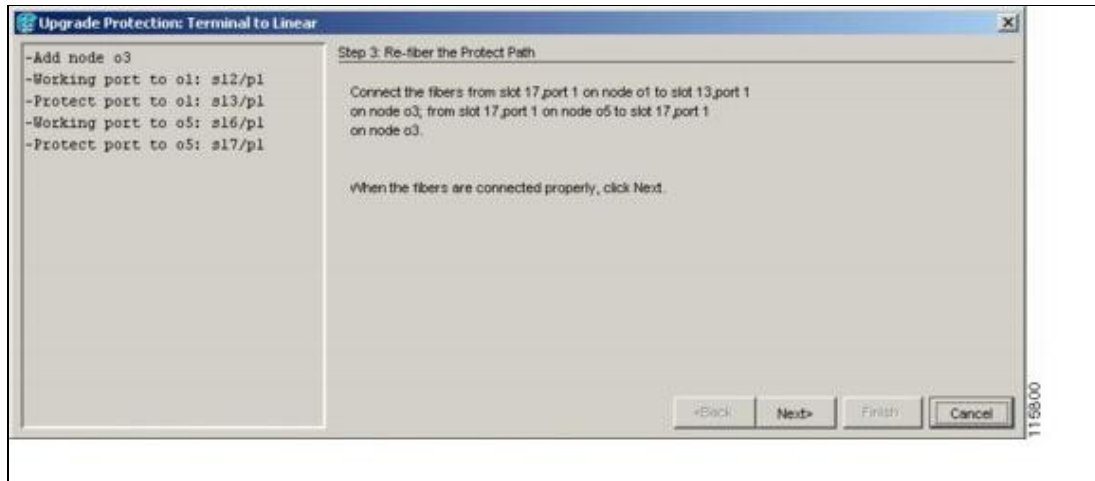 Upgrade Protection: Terminal to Linear
-Add node o3
-Working port to o1: s12/p1
-Protect port to o1: s13/p1
-Working port to o5: s16/p1
-Protect port to o5: s17/p1
Step 3: Re-fiber the Protect Path
Connect the fibers from slot 17,port 1 on node o1 to slot 13,port 1
on node o3; from slot 17,port 1 on node o5 to slot 17,port 1
on node o3.
When the fibers are connected properly, click Next.
<Back
Next>
Finish
Cancel
115800